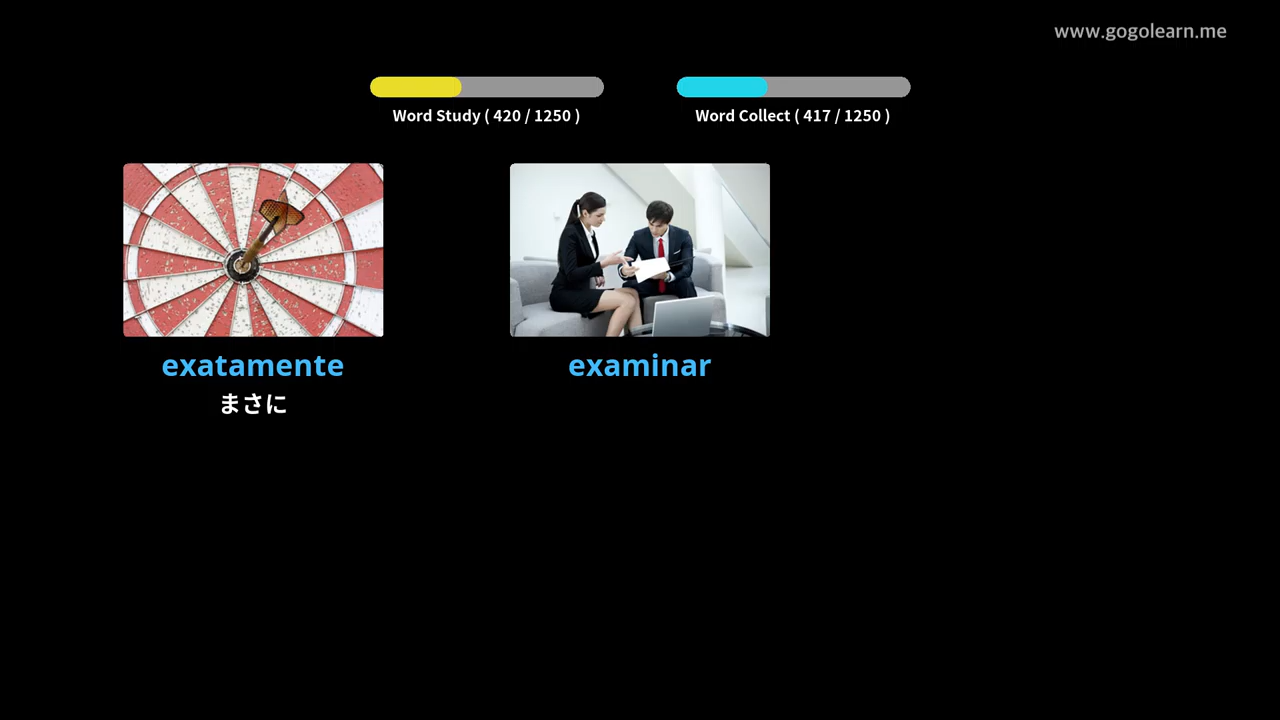 www.gogolearn.me
Word Study ( 420 / 1250 )
Word Collect ( 417 / 1250 )
exatamente
まさに
examinar